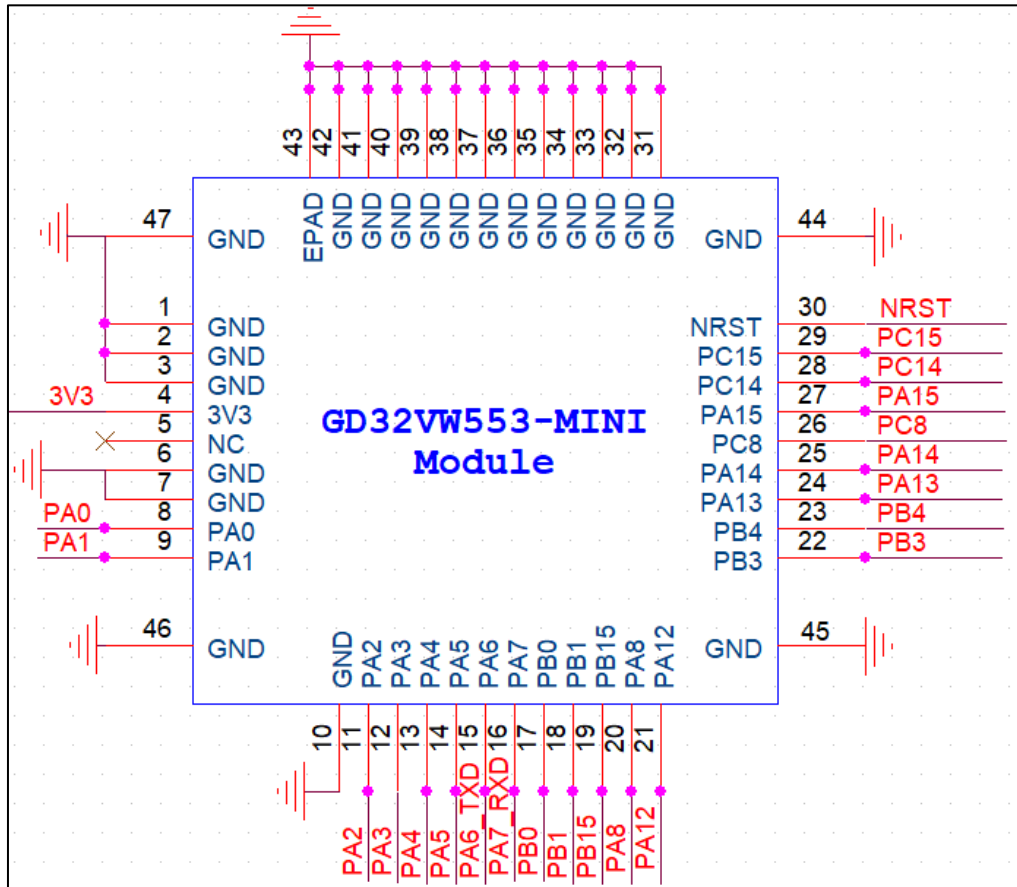 43 42 41 40 39 38 37 36 35 34 33 32 31
EPAD GND GND GND GND GND GND GND GND GND GND GND GND
47 GND
GND 44
1 GND
2 GND
3 GND
3V3 4 3V3
5 NC
6 GND
7 GND
PA0 8 PA0
PA1 9 PA1
46 GND
GD32VW553-MINI
Module
NRST 30 NRST
PC15 29 PC15
PC14 28 PC14
PA15 27 PA15
PC8 26 PC8
PA14 25 PA14
PA13 24 PA13
PB4 23 PB4
PB3 22 PB3
GND 45
GND PA2 PA3 PA4 PA5 PA6 PA7 PB0 PB1 PB15 PA8 PA12
10 11 12 13 14 15 16 17 18 19 20 21
PA2 PA3 PA4 PA5 PA6_TXD PA7_RXD PB0 PB1 PB15 PA8 PA12